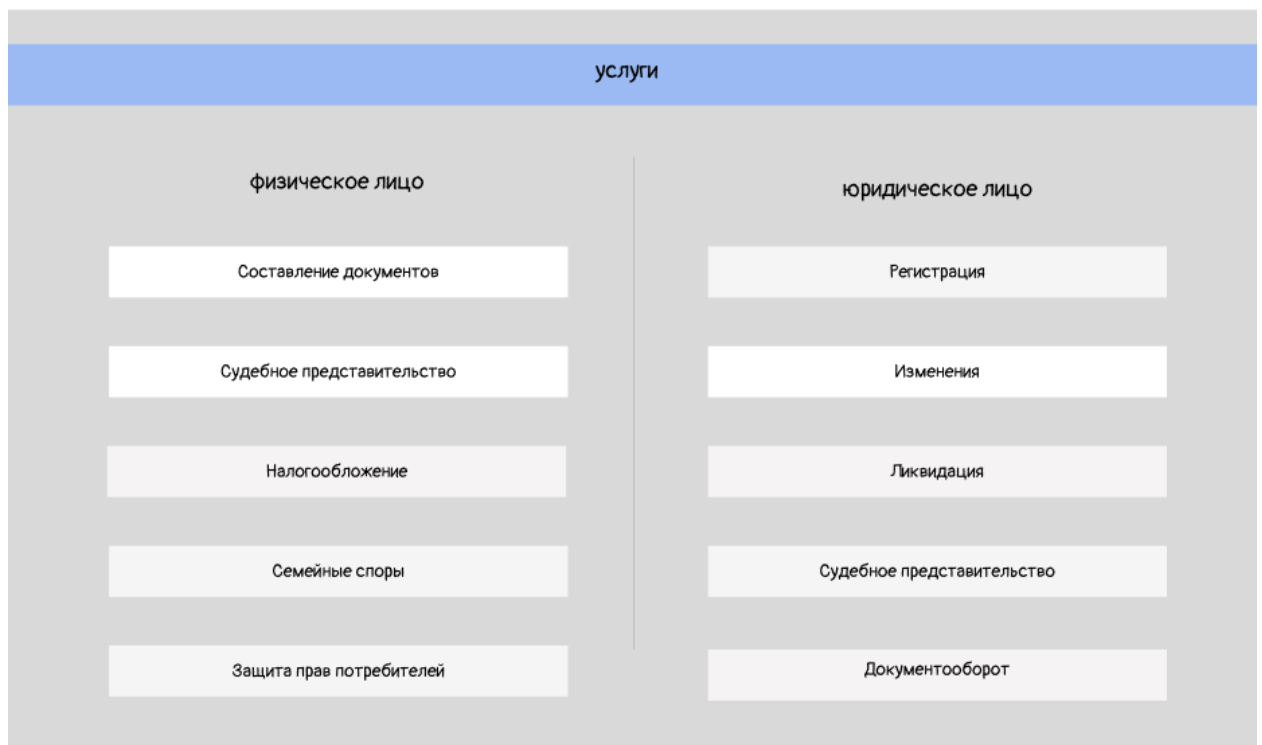 услуги
физическое лицо
Составление документов
Судебное представительство
Налогообложение
Семейные споры
Защита прав потребителей
юридическое лицо
Регистрация
Изменения
Ликвидация
Судебное представительство
Документооборот